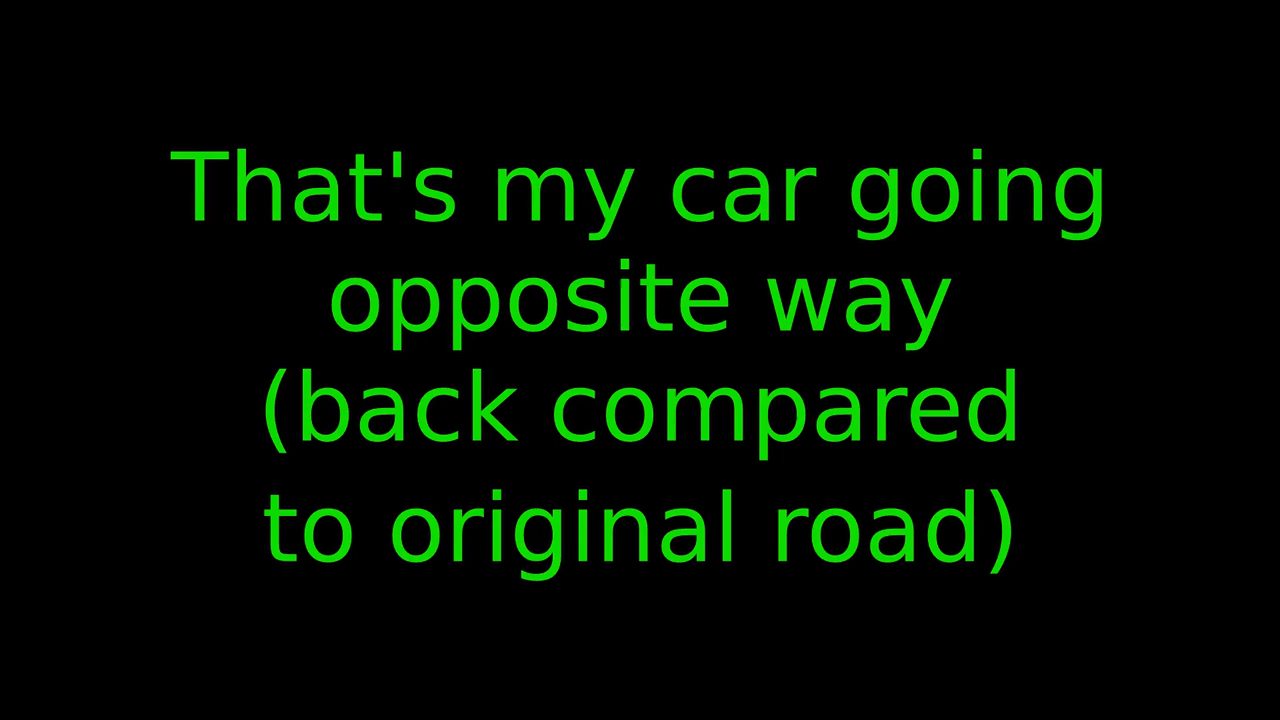 That's my car going
opposite way
(back compared
to original road)